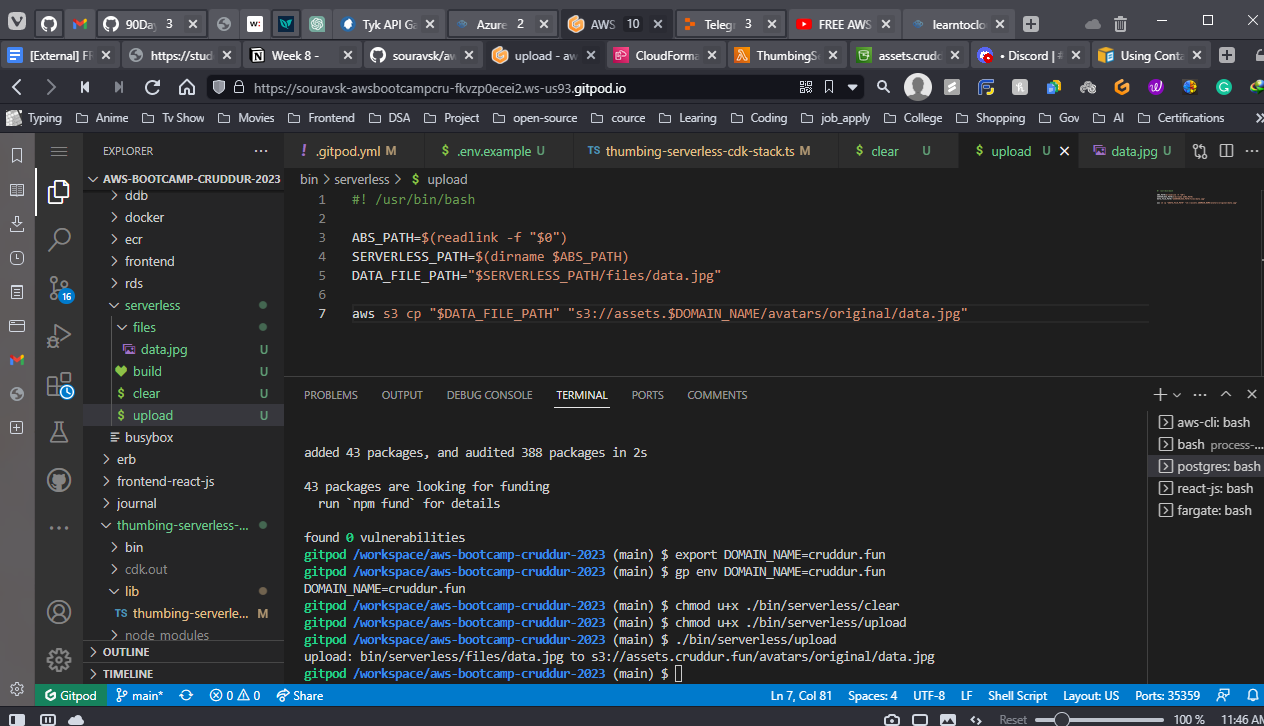 90Day 3
w:
Tyk API Ga
Azure 2
AWS 10
Teleg 3
FREE AWS
learntoclo
[External] F
https://stud
Week 8 -
souravsk/aw
upload - aw
CloudForma
ThumbingSe
assets.crudd
• Discord | #
Using Conta
https://souravsk-awsbootcampcru-fkvzp0ecei2.ws-us93.gitpod.io
Typing
Anime
Tv Show
Movies
Frontend
DSA
Project
open-source
cource
Learing
Coding
job_apply
College
Shopping
Gov
AI
Certifications
EXPLORER
AWS-BOOTCAMP-CRUDDUR-2023
ddb
docker
ecr
frontend
rds
serverless
files
data.jpg U
build U
$ clear U
$ upload U
busybox
erb
frontend-react-js
journal
thumbing-serverless-...
bin
cdk.out
lib
TS thumbing-serverle... M
node_modules
OUTLINE
TIMELINE
16
! .gitpod.yml M
$ .env.example U
TS thumbing-serverless-cdk-stack.ts M
$ clear U
$ upload U
data.jpg U
bin > serverless > $ upload
1 #! /usr/bin/bash
2
3 ABS_PATH=$(readlink -f "$0")
4 SERVERLESS_PATH=$(dirname $ABS_PATH)
5 DATA_FILE_PATH="$SERVERLESS_PATH/files/data.jpg"
6
7 aws s3 cp "$DATA_FILE_PATH" "s3://assets.$DOMAIN_NAME/avatars/original/data.jpg"
PROBLEMS OUTPUT DEBUG CONSOLE TERMINAL PORTS COMMENTS
added 43 packages, and audited 388 packages in 2s
43 packages are looking for funding
run `npm fund` for details
found 0 vulnerabilities
gitpod /workspace/aws-bootcamp-cruddur-2023 (main) $ export DOMAIN_NAME=cruddur.fun
gitpod /workspace/aws-bootcamp-cruddur-2023 (main) $ gp env DOMAIN_NAME=cruddur.fun
DOMAIN_NAME=cruddur.fun
gitpod /workspace/aws-bootcamp-cruddur-2023 (main) $ chmod u+x ./bin/serverless/clear
gitpod /workspace/aws-bootcamp-cruddur-2023 (main) $ chmod u+x ./bin/serverless/upload
gitpod /workspace/aws-bootcamp-cruddur-2023 (main) $ ./bin/serverless/upload
upload: bin/serverless/files/data.jpg to s3://assets.cruddur.fun/avatars/original/data.jpg
gitpod /workspace/aws-bootcamp-cruddur-2023 (main) $
aws-cli: bash
bash process-...
postgres: bash
react-js: bash
fargate: bash
Gitpod
main*
0 0
Share
Ln 7, Col 81
Spaces: 4
UTF-8
LF
Shell Script
Layout: US
Ports: 35359
Reset
100 %
11:46 AM